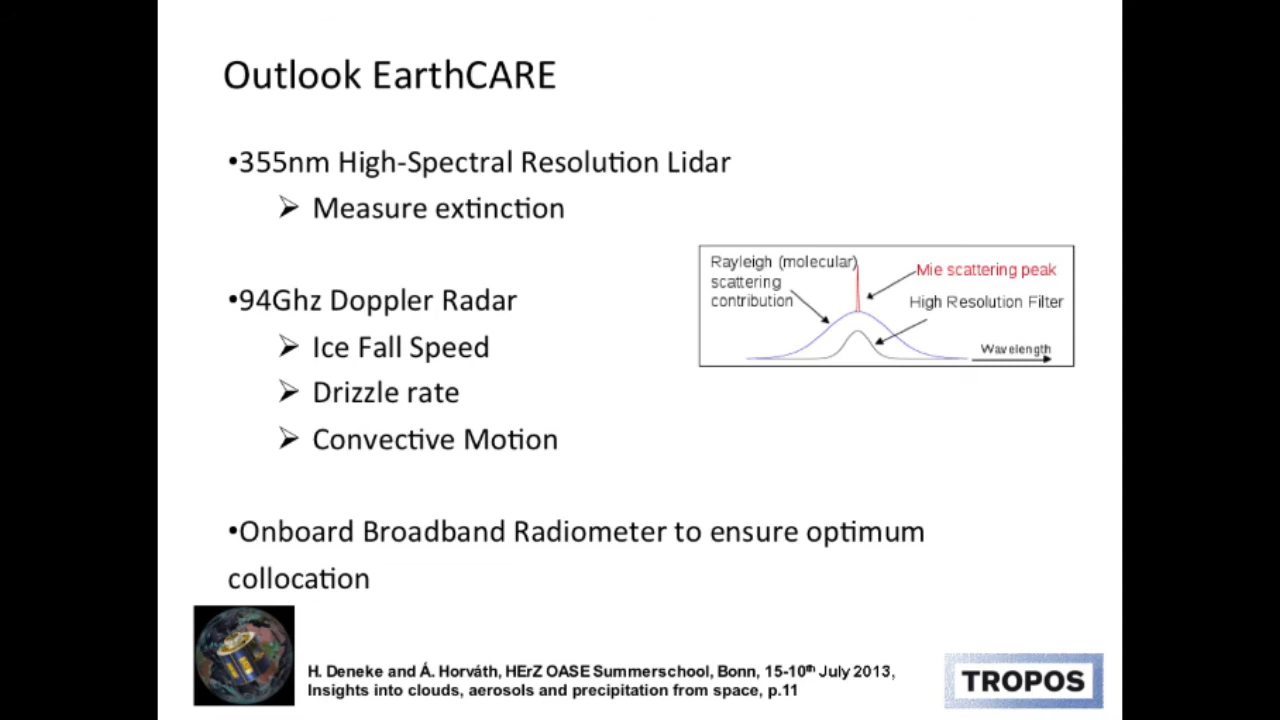 Outlook EarthCARE
•355nm High-Spectral Resolution Lidar
➢ Measure extinction
Rayleigh (molecular)
scattering
contribution
Mie scattering peak
High Resolution Filter
Wavelength
•94Ghz Doppler Radar
➢ Ice Fall Speed
➢ Drizzle rate
➢ Convective Motion
•Onboard Broadband Radiometer to ensure optimum
collocation
H. Deneke and Á. Horváth, HErZ OASE Summerschool, Bonn, 15-10th July 2013,
Insights into clouds, aerosols and precipitation from space, p.11
TROPOS